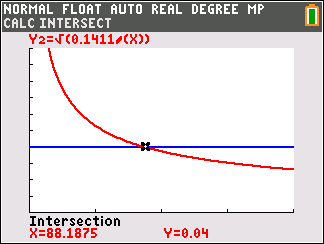 NORMAL FLOAT AUTO REAL DEGREE MP
CALC INTERSECT
Y₂=√(0.1411/(X))
Intersection
X=88.1875 Y=0.04